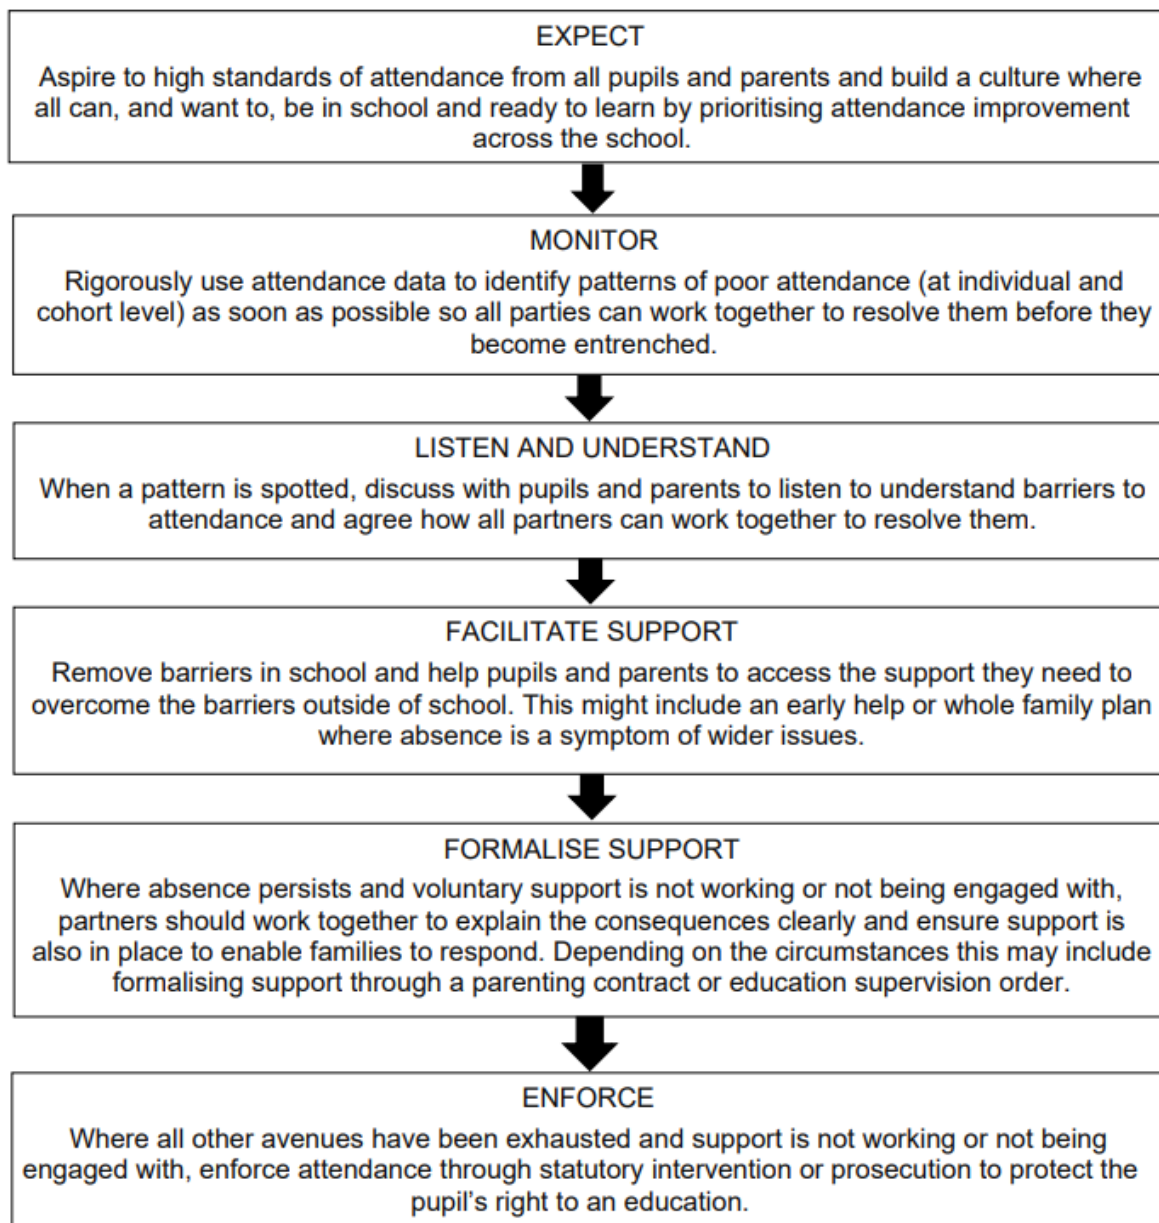 EXPECT
Aspire to high standards of attendance from all pupils and parents and build a culture where
all can, and want to, be in school and ready to learn by prioritising attendance improvement
across the school.
MONITOR
Rigorously use attendance data to identify patterns of poor attendance (at individual and
cohort level) as soon as possible so all parties can work together to resolve them before they
become entrenched.
LISTEN AND UNDERSTAND
When a pattern is spotted, discuss with pupils and parents to listen to understand barriers to
attendance and agree how all partners can work together to resolve them.
FACILITATE SUPPORT
Remove barriers in school and help pupils and parents to access the support they need to
overcome the barriers outside of school. This might include an early help or whole family plan
where absence is a symptom of wider issues.
FORMALISE SUPPORT
Where absence persists and voluntary support is not working or not being engaged with,
partners should work together to explain the consequences clearly and ensure support is
also in place to enable families to respond. Depending on the circumstances this may include
formalising support through a parenting contract or education supervision order.
ENFORCE
Where all other avenues have been exhausted and support is not working or not being
engaged with, enforce attendance through statutory intervention or prosecution to protect the
pupil’s right to an education.